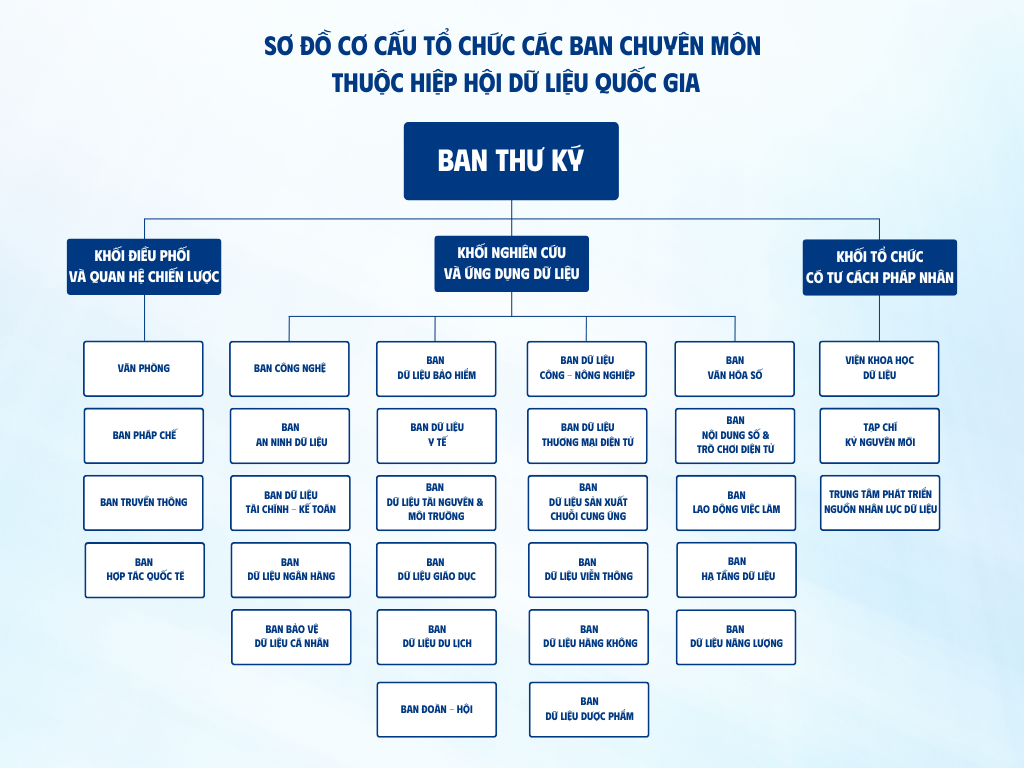 SƠ ĐỒ CƠ CẤU TỔ CHỨC CÁC BAN CHUYÊN MÔN
THUỘC HIỆP HỘI DỮ LIỆU QUỐC GIA
BAN THƯ KÝ
KHỐI ĐIỀU PHỐI
VÀ QUAN HỆ CHIẾN LƯỢC
KHỐI NGHIÊN CỨU
VÀ ỨNG DỤNG DỮ LIỆU
KHỐI TỔ CHỨC
CÓ TƯ CÁCH PHÁP NHÂN
VĂN PHÒNG
BAN PHÁP CHẾ
BAN TRUYỀN THÔNG
BAN
HỢP TÁC QUỐC TẾ
BAN CÔNG NGHỆ
BAN
AN NINH DỮ LIỆU
BAN DỮ LIỆU
TÀI CHÍNH – KẾ TOÁN
BAN
DỮ LIỆU NGÂN HÀNG
BAN BẢO VỆ
DỮ LIỆU CÁ NHÂN
BAN
DỮ LIỆU BẢO HIỂM
BAN DỮ LIỆU
Y TẾ
BAN
DỮ LIỆU TÀI NGUYÊN &
MÔI TRƯỜNG
BAN
DỮ LIỆU GIÁO DỤC
BAN
DỮ LIỆU DU LỊCH
BAN ĐOÀN – HỘI
BAN DỮ LIỆU
CÔNG – NÔNG NGHIỆP
BAN DỮ LIỆU
THƯƠNG MẠI ĐIỆN TỬ
BAN
DỮ LIỆU SẢN XUẤT
CHUỖI CUNG ỨNG
BAN
DỮ LIỆU VIỄN THÔNG
BAN
DỮ LIỆU HÀNG KHÔNG
BAN
DỮ LIỆU DƯỢC PHẨM
BAN
VĂN HÓA SỐ
BAN
NỘI DUNG SỐ &
TRÒ CHƠI ĐIỆN TỬ
BAN
LAO ĐỘNG VIỆC LÀM
BAN
HẠ TẦNG DỮ LIỆU
BAN
DỮ LIỆU NĂNG LƯỢNG
VIỆN KHOA HỌC
DỮ LIỆU
TẠP CHÍ
KỶ NGUYÊN MỚI
TRUNG TÂM PHÁT TRIỂN
NGUỒN NHÂN LỰC DỮ LIỆU